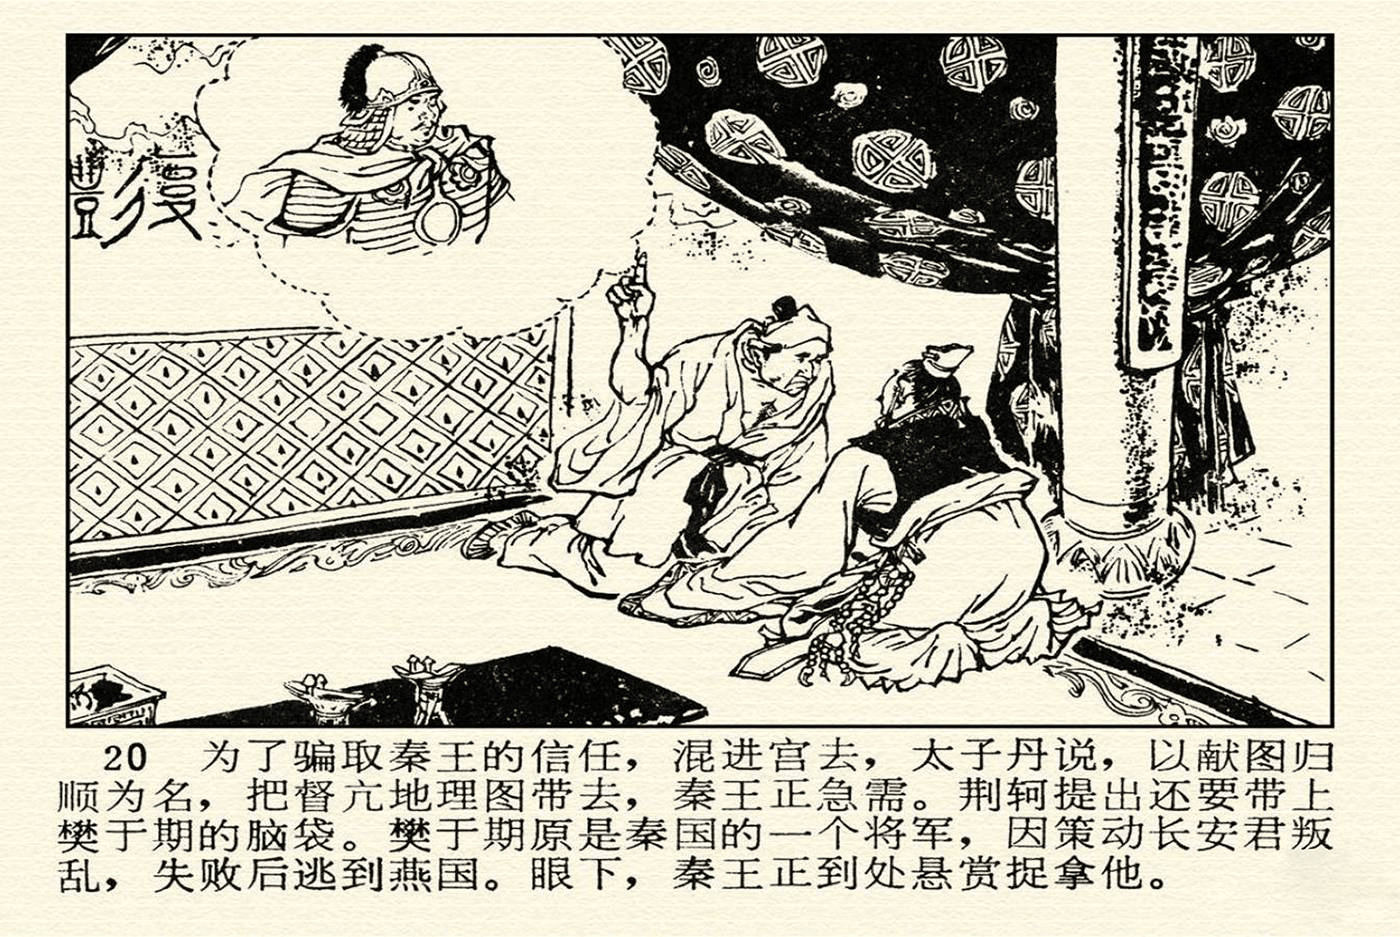 豊 復
20 为了骗取秦王的信任，混进宫去，太子丹说，以献图归
顺为名，把督亢地理图带去，秦王正急需。荆轲提出还要带上
樊于期的脑袋。樊于期原是秦国的一个将军，因策动长安君叛
乱，失败后逃到燕国。眼下，秦王正到处悬赏捉拿他。